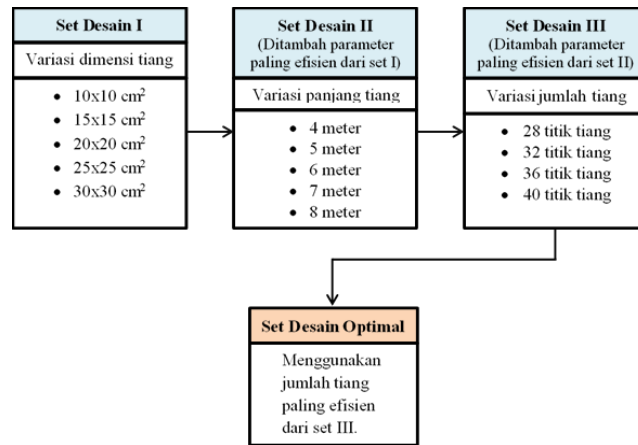 Set Desain I
Variasi dimensi tiang
• 10x10 cm²
• 15x15 cm²
• 20x20 cm²
• 25x25 cm²
• 30x30 cm²
Set Desain II
(Ditambah parameter
paling efisien dari set I)
Variasi panjang tiang
• 4 meter
• 5 meter
• 6 meter
• 7 meter
• 8 meter
Set Desain III
(Ditambah parameter
paling efisien dari set II)
Variasi jumlah tiang
• 28 titik tiang
• 32 titik tiang
• 36 titik tiang
• 40 titik tiang
Set Desain Optimal
Menggunakan
jumlah tiang
paling efisien
dari set III.